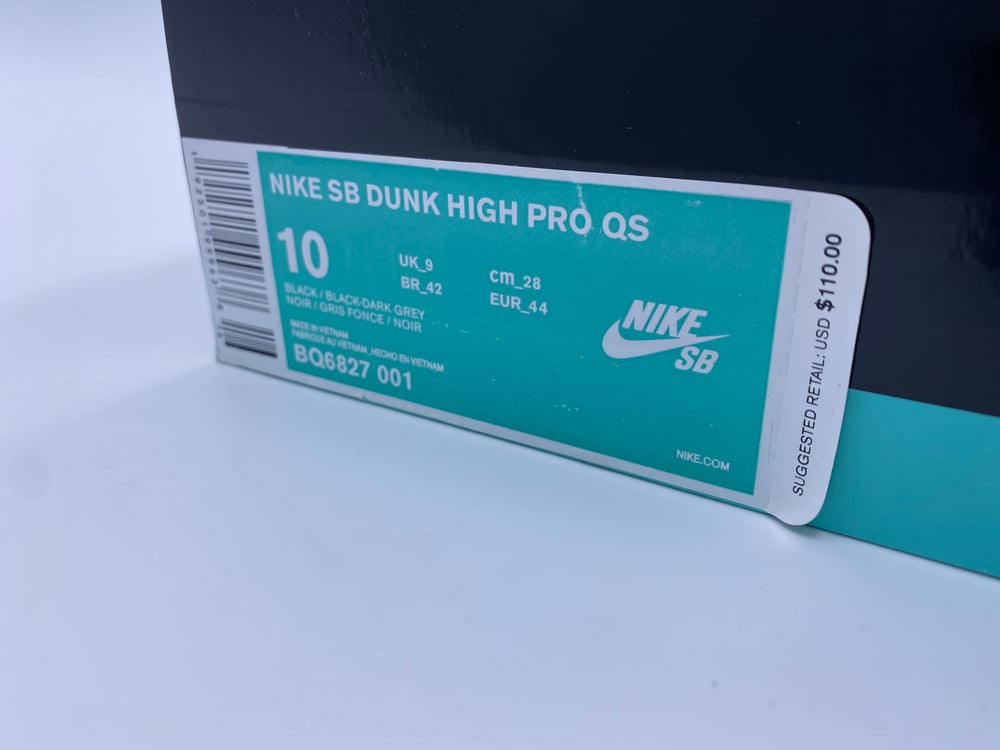 NIKE SB DUNK HIGH PRO QS
10
UK_9
BR_42
cm_28
EUR_44
BLACK / BLACK-DARK GREY
NOIR / GRIS FONCE / NOIR
MADE IN VIETNAM
FABRIQUE AU VIETNAM_HECHO EN VIETNAM
BQ6827 001
NIKE
SB
NIKE.COM
SUGGESTED RETAIL: USD $110.00